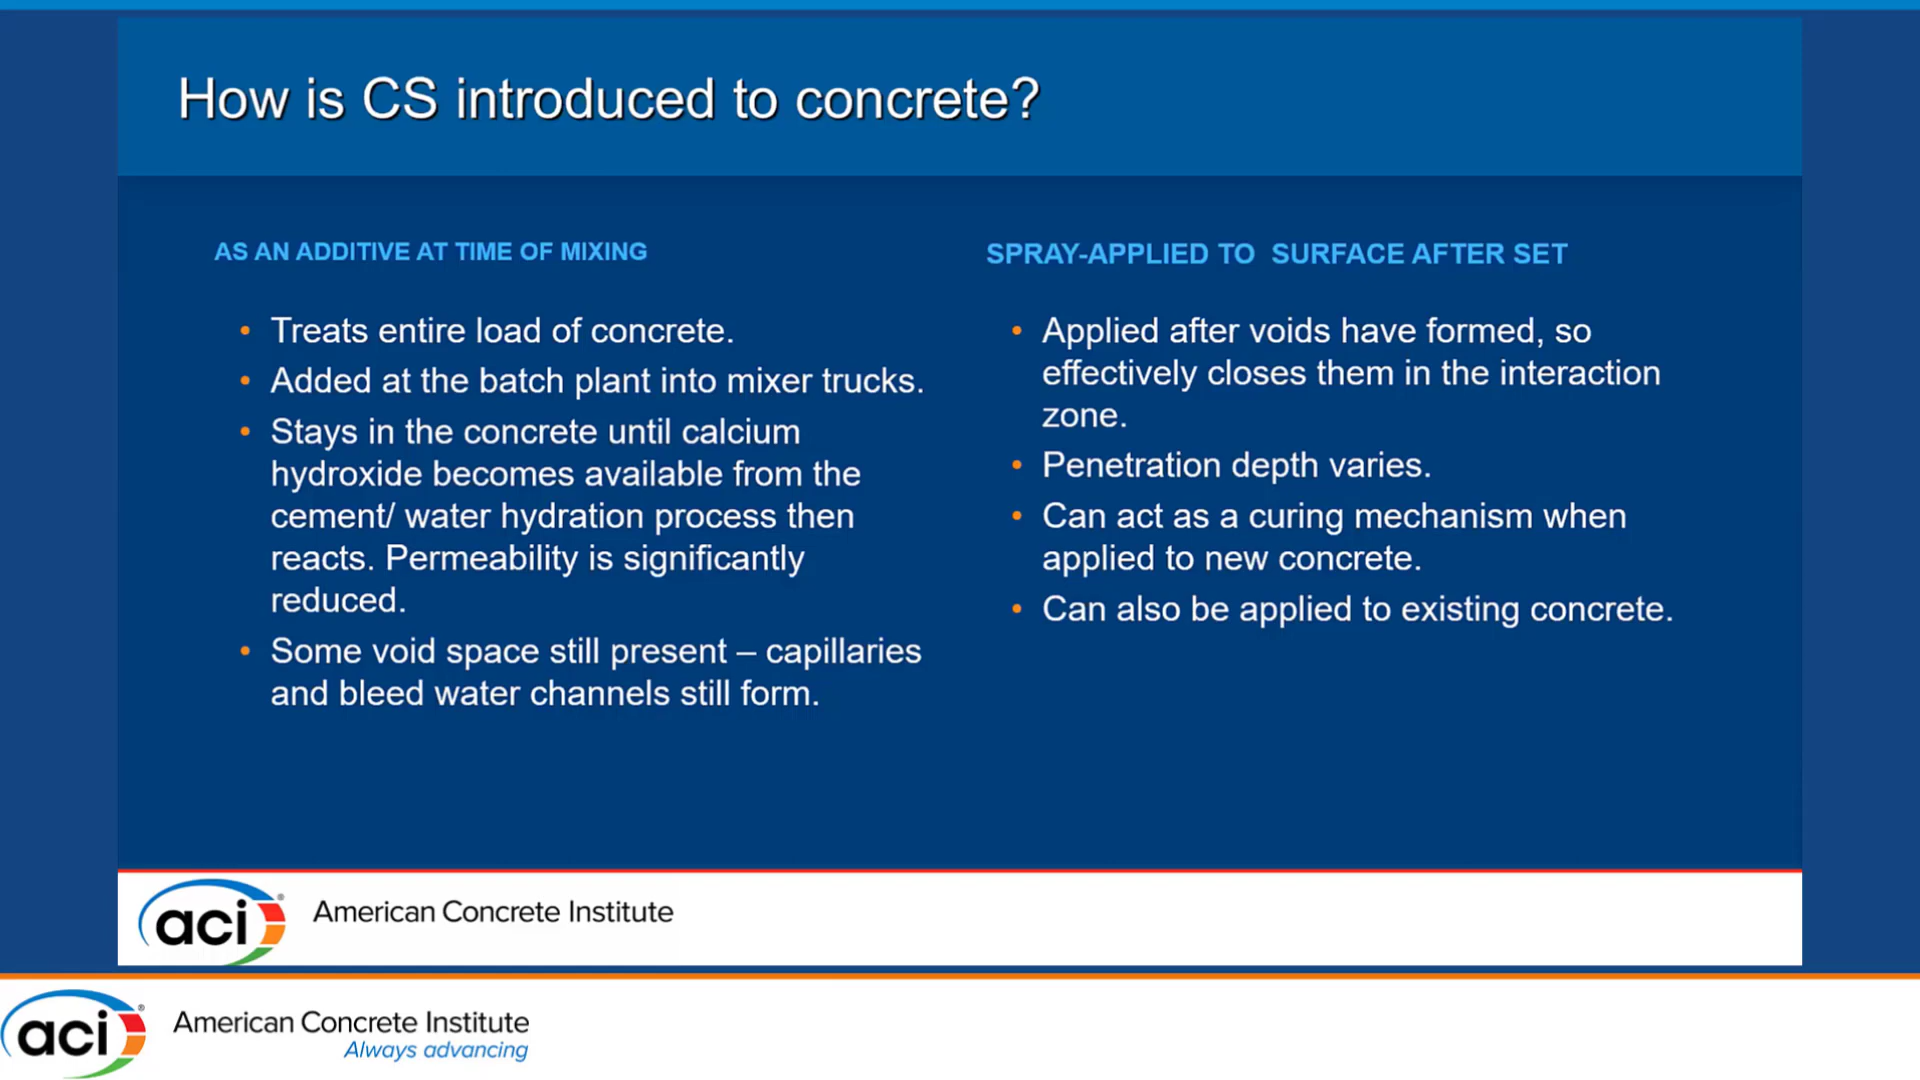 How is CS introduced to concrete?
AS AN ADDITIVE AT TIME OF MIXING
• Treats entire load of concrete.
• Added at the batch plant into mixer trucks.
• Stays in the concrete until calcium
hydroxide becomes available from the
cement/ water hydration process then
reacts. Permeability is significantly
reduced.
• Some void space still present – capillaries
and bleed water channels still form.
SPRAY-APPLIED TO SURFACE AFTER SET
• Applied after voids have formed, so
effectively closes them in the interaction
zone.
• Penetration depth varies.
• Can act as a curing mechanism when
applied to new concrete.
• Can also be applied to existing concrete.
aci® American Concrete Institute
aci® American Concrete Institute
Always advancing